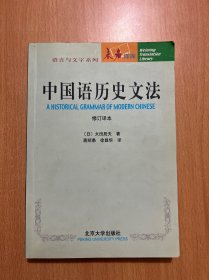 语言与文字系列
未名译库
Weiming
Translation
Library
中国语历史文法
A HISTORICAL GRAMMAR OF MODERN CHINESE
修订译本
(日)太田辰夫 著
蒋绍愚 徐昌华 译
北京大学出版社
PEKING UNIVERSITY PRESS